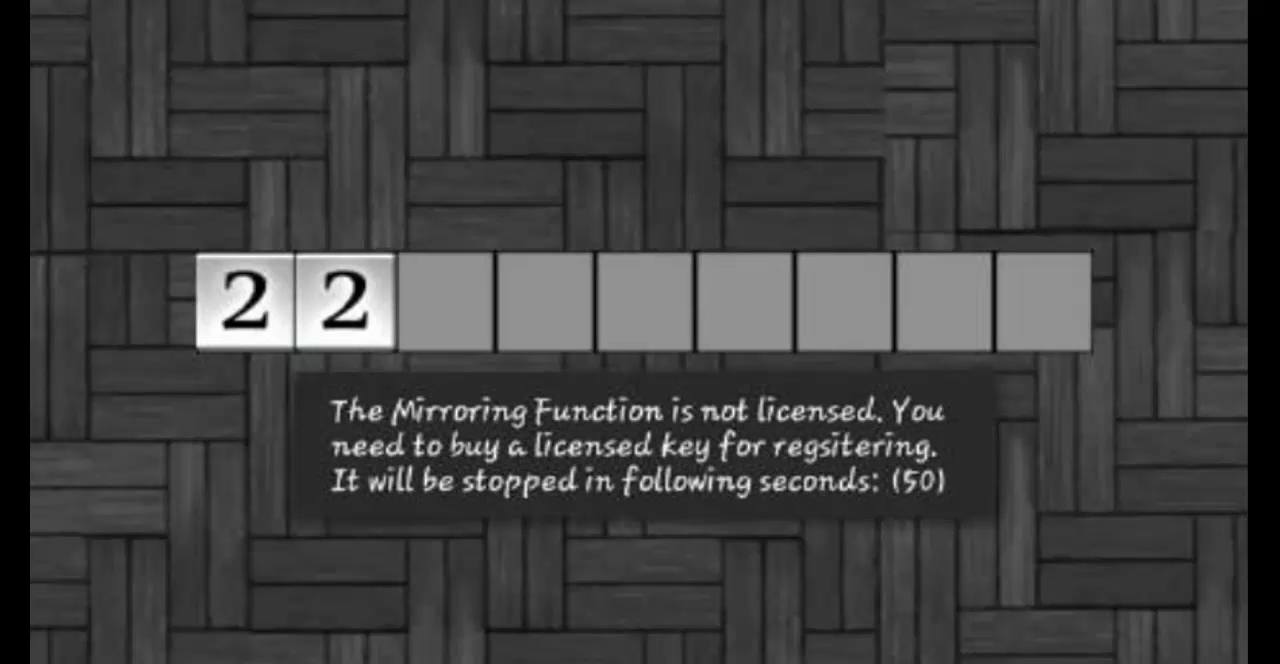 2 2
The Mirroring Function is not licensed. You
need to buy a licensed key for regsitering.
It will be stopped in following seconds: (50)